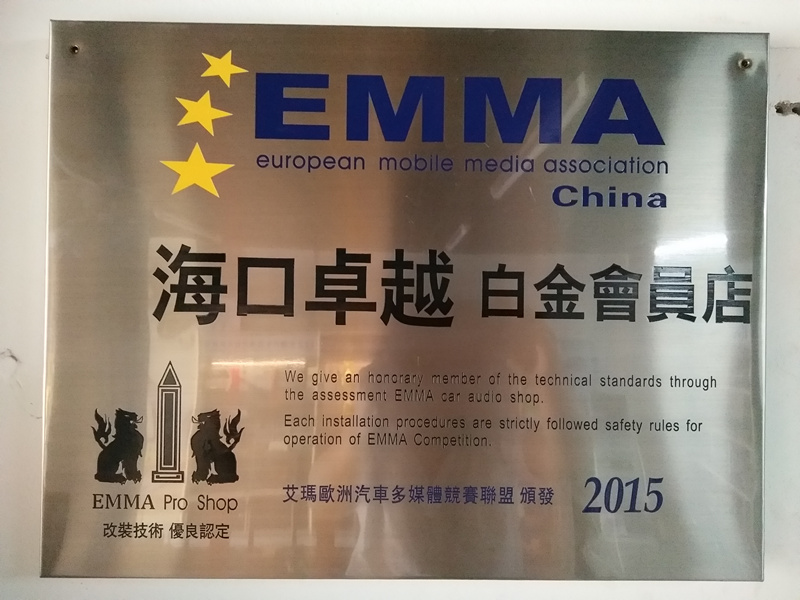 EMMA
european mobile media association
China
海口卓越 白金會員店
We give an honorary member of the technical standards through
the assessment EMMA car audio shop.
Each installation procedures are strictly followed safety rules for
operation of EMMA Competition.
EMMA Pro Shop
改裝技術 優良認定
艾瑪歐洲汽車多媒體競賽聯盟 頒發 2015